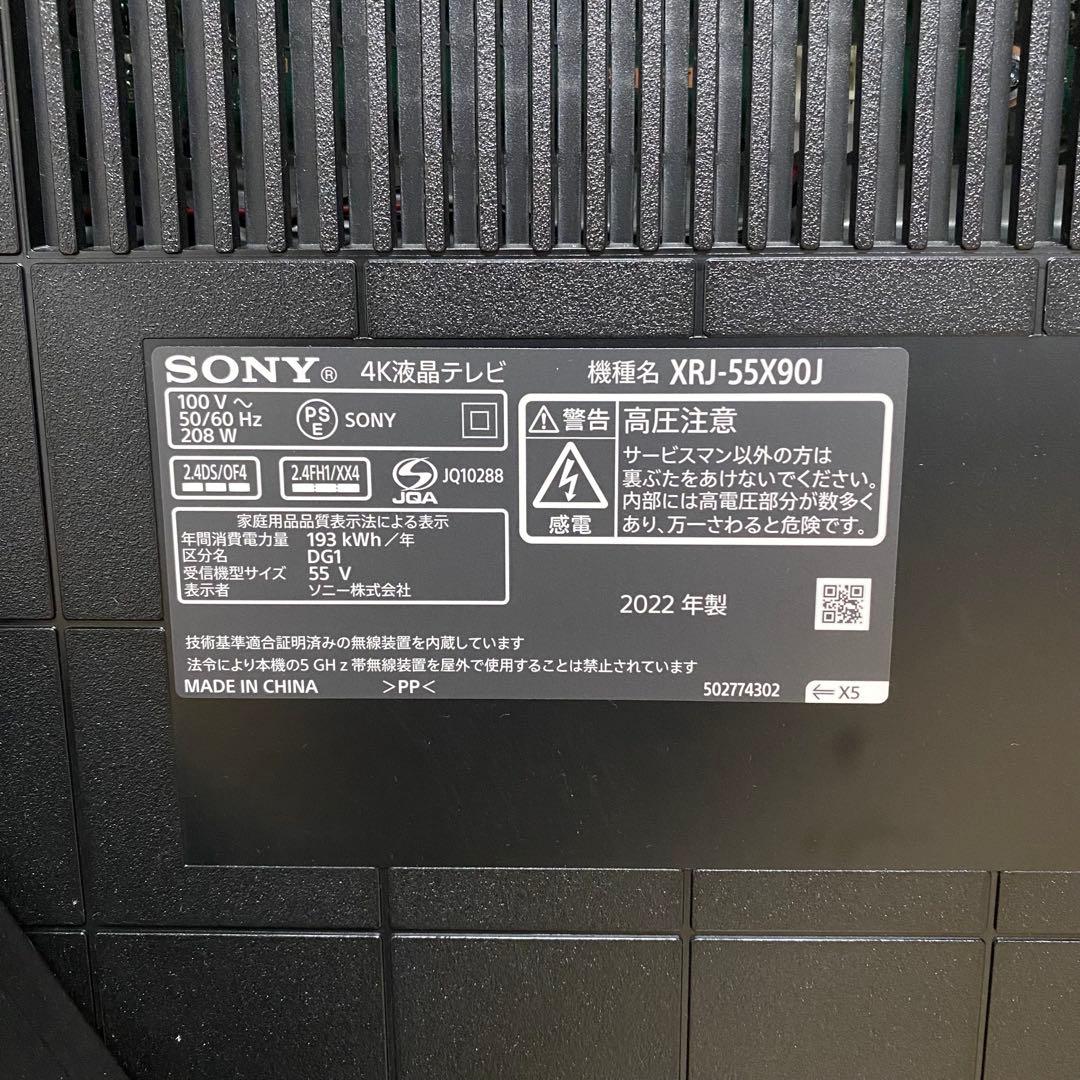 SONY® 4K液晶テレビ 機種名 XRJ-55X90J
100 V ～
50/60 Hz
208 W
PS
E
SONY
2.4DS/OF4
2.4FH1/XX4
JQA
JQ10288
家庭用品品質表示法による表示
年間消費電力量 193 kWh／年
区分名 DG1
受信機型サイズ 55 V
表示者 ソニー株式会社
警告
感電
高圧注意
サービスマン以外の方は
裏ぶたをあけないでください。
内部には高電圧部分が数多く
あり、万一さわると危険です。
2022 年製
技術基準適合証明済みの無線装置を内蔵しています
法令により本機の5 GHz帯無線装置を屋外で使用することは禁止されています
MADE IN CHINA >PP<
502774302
X5